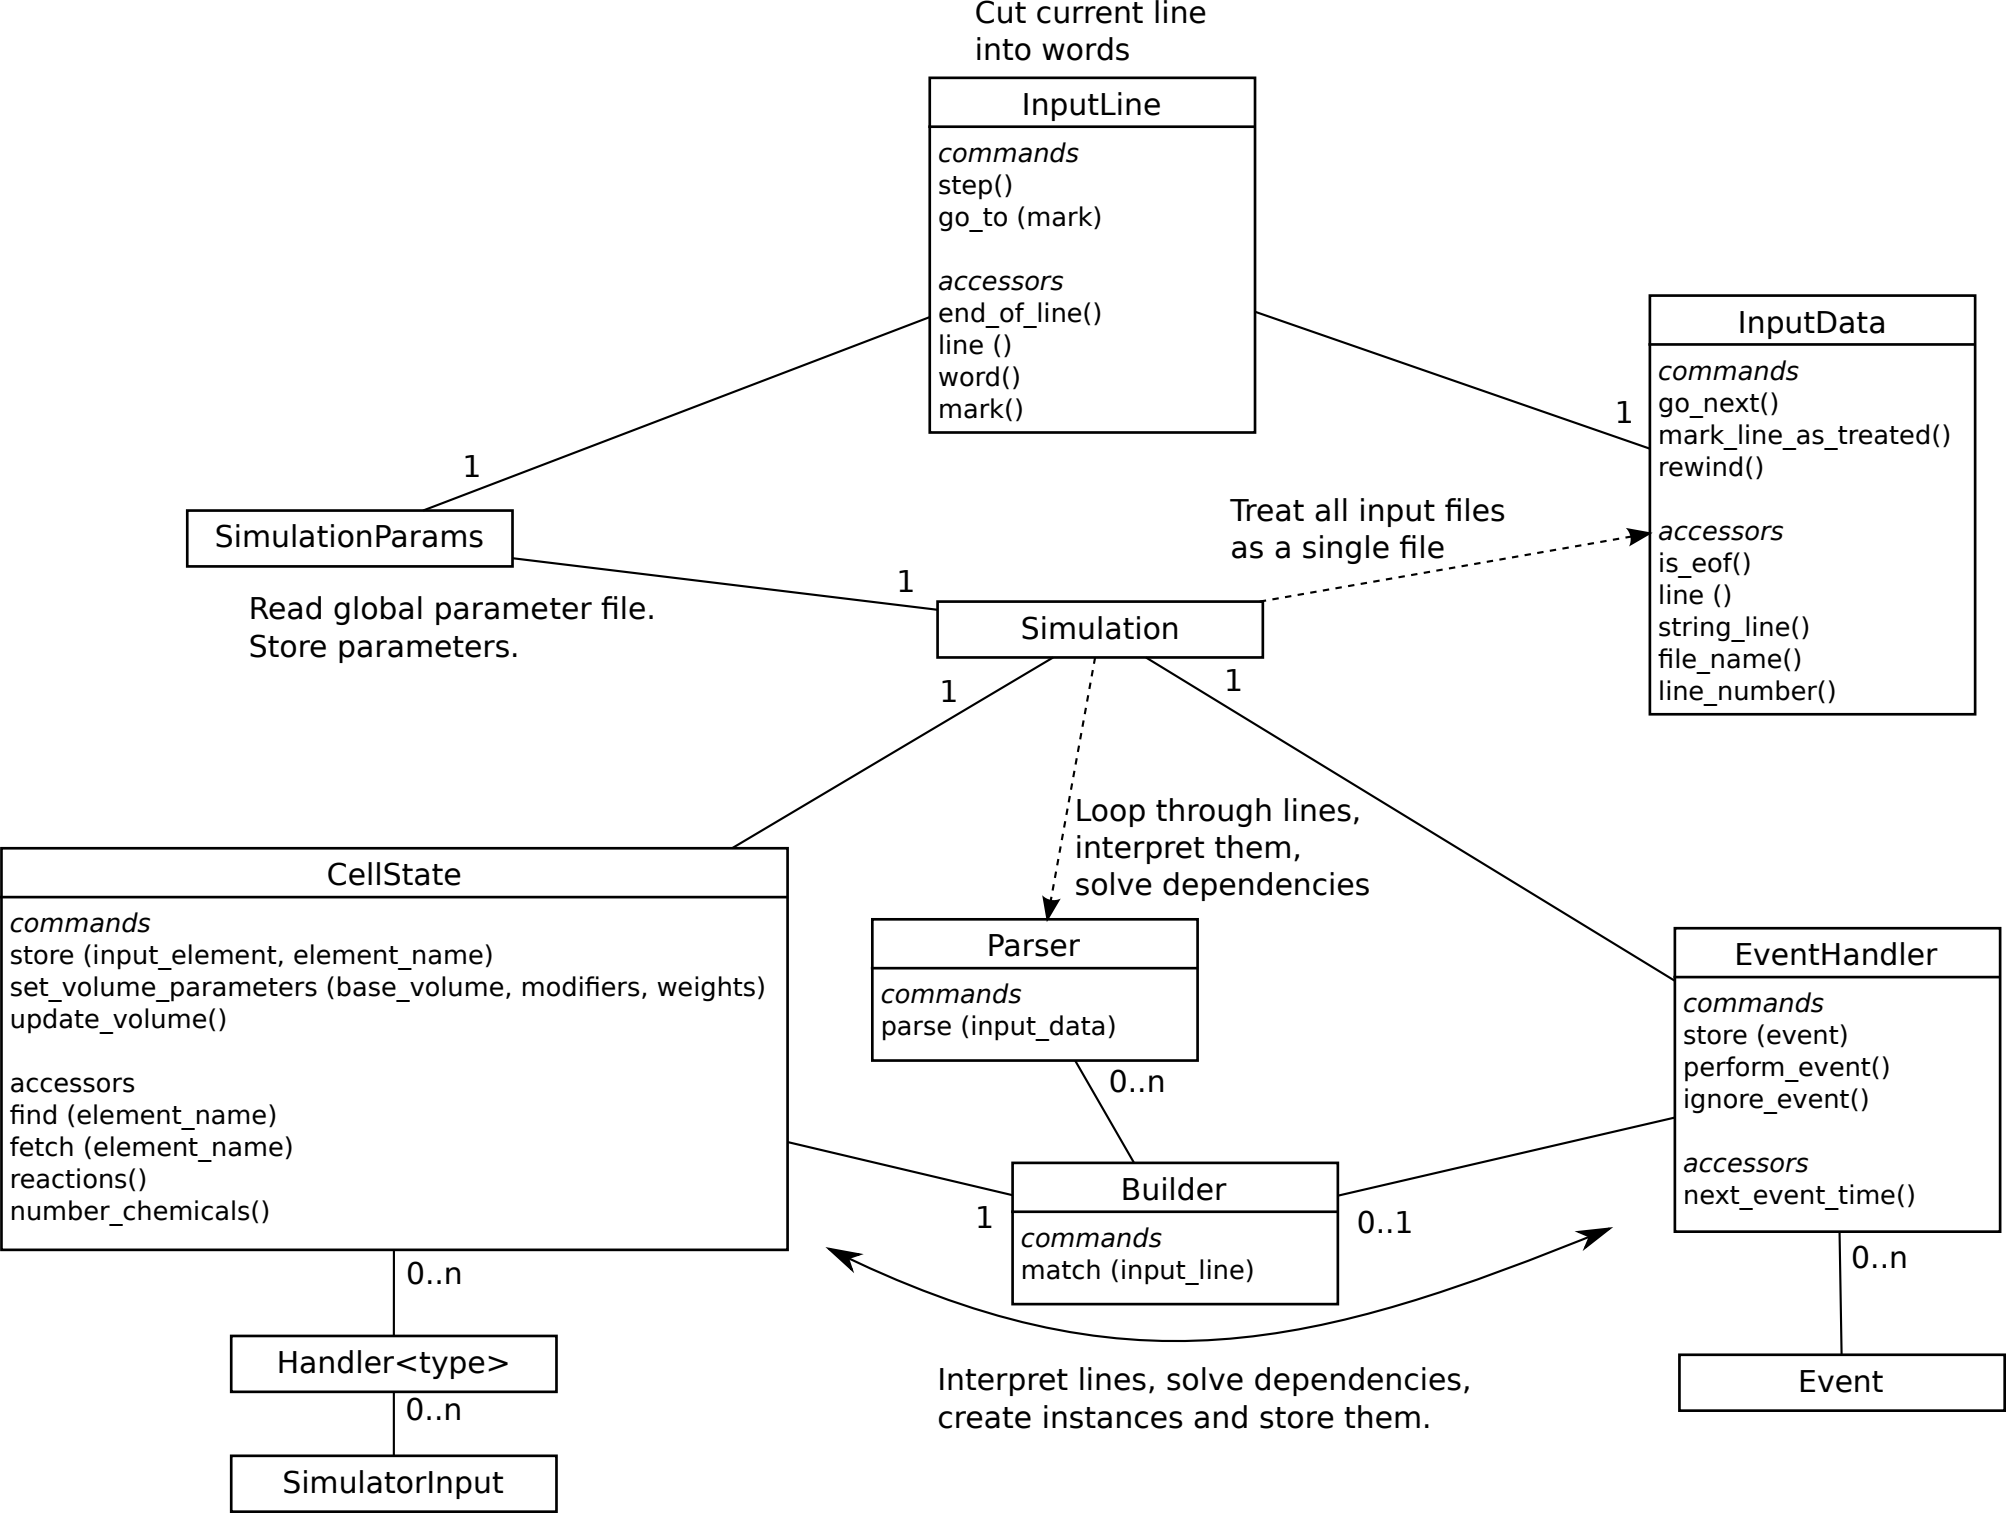 Cut current line
into words
InputLine
commands
step()
go_to (mark)
accessors
end_of_line()
line ()
word()
mark()
1
InputData
commands
go_next()
mark_line_as_treated()
rewind()
accessors
is_eof()
line ()
string_line()
file_name()
line_number()
1
SimulationParams
Read global parameter file.
Store parameters.
1
Treat all input files
as a single file
Simulation
1
1
Loop through lines,
interpret them,
solve dependencies
CellState
commands
store (input_element, element_name)
set_volume_parameters (base_volume, modifiers, weights)
update_volume()
accessors
find (element_name)
fetch (element_name)
reactions()
number_chemicals()
Parser
commands
parse (input_data)
0..n
EventHandler
commands
store (event)
perform_event()
ignore_event()
accessors
next_event_time()
Builder
commands
match (input_line)
1
0..1
0..n
0..n
Handler<type>
0..n
SimulatorInput
Interpret lines, solve dependencies,
create instances and store them.
Event